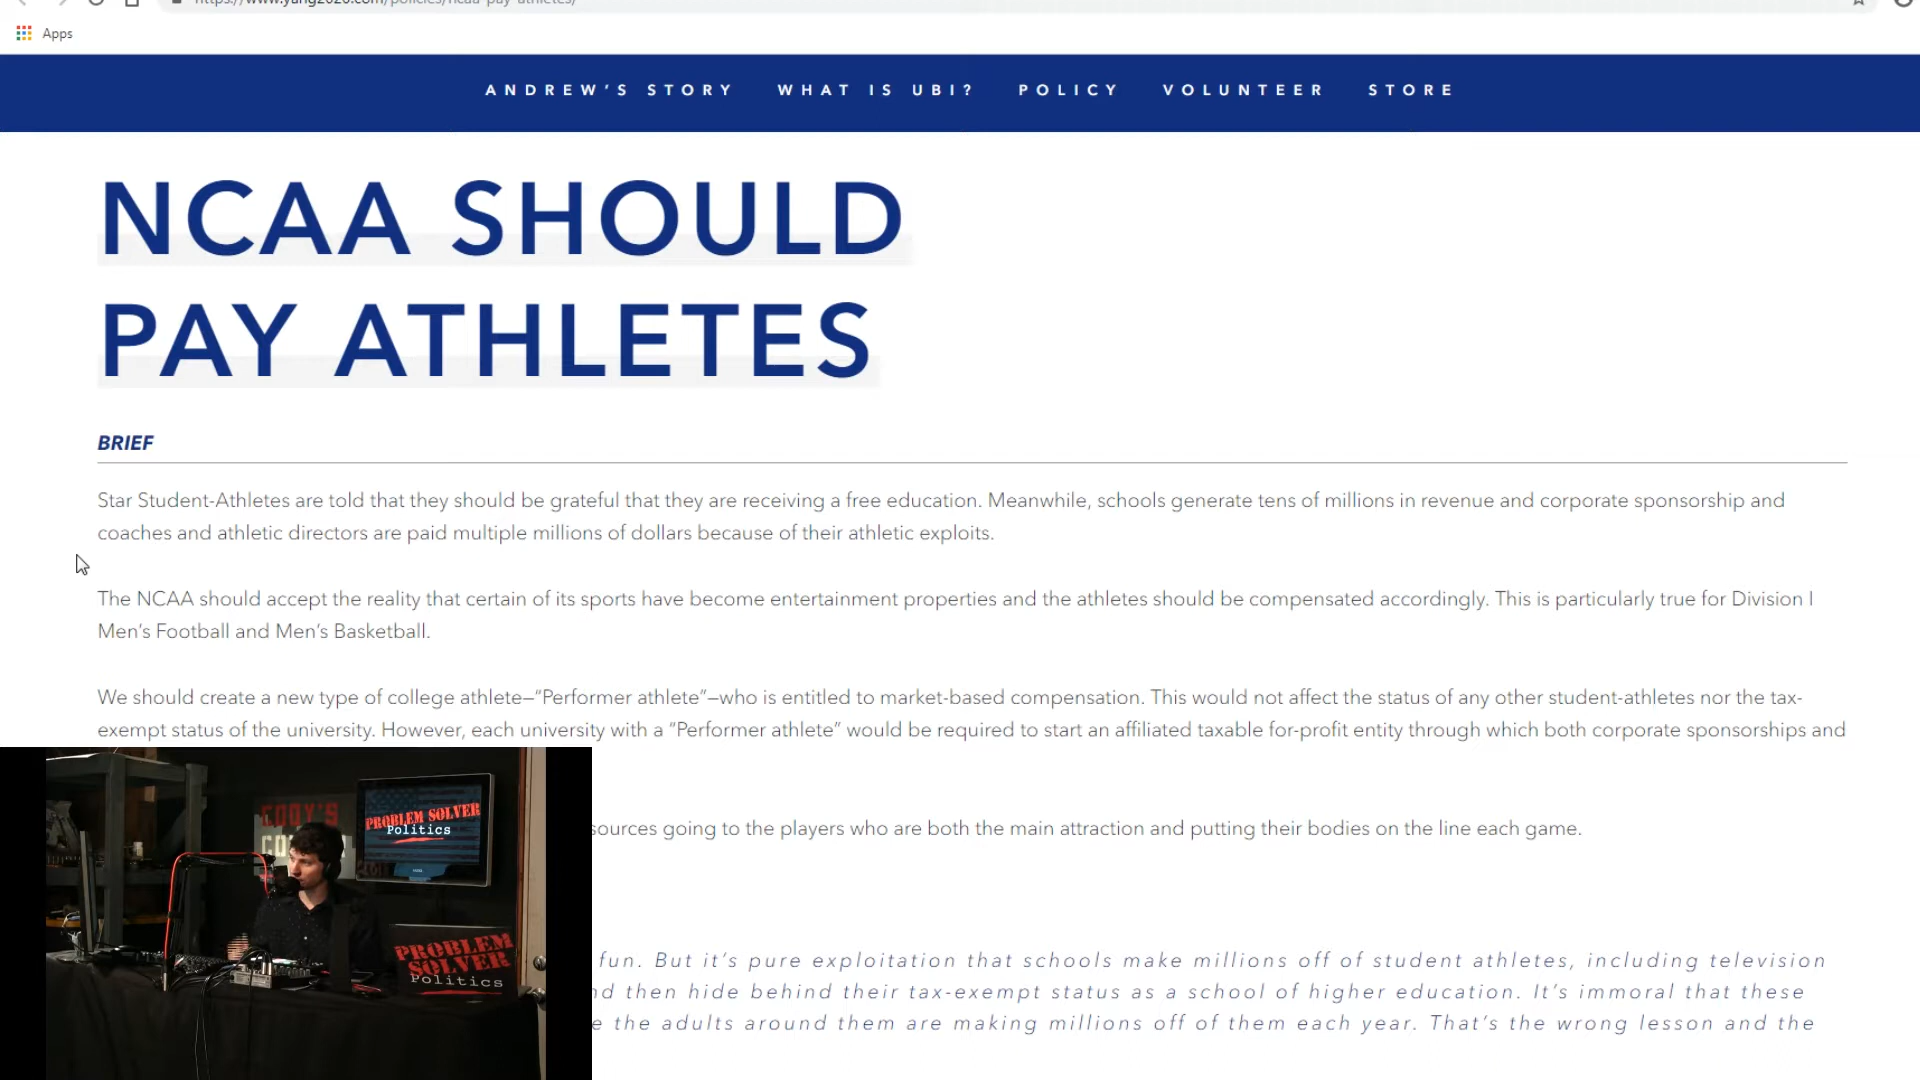 https://www.yang2020.com/policies/ncaa-pay-athletes/
Apps
ANDREW'S STORY WHAT IS UBI? POLICY VOLUNTEER STORE
NCAA SHOULD
PAY ATHLETES
BRIEF
Star Student-Athletes are told that they should be grateful that they are receiving a free education. Meanwhile, schools generate tens of millions in revenue and corporate sponsorship and
coaches and athletic directors are paid multiple millions of dollars because of their athletic exploits.
The NCAA should accept the reality that certain of its sports have become entertainment properties and the athletes should be compensated accordingly. This is particularly true for Division I
Men's Football and Men's Basketball.
We should create a new type of college athlete—“Performer athlete”—who is entitled to market-based compensation. This would not affect the status of any other student-athletes nor the tax-
exempt status of the university. However, each university with a “Performer athlete” would be required to start an affiliated taxable for-profit entity through which both corporate sponsorships and
sources going to the players who are both the main attraction and putting their bodies on the line each game.
fun. But it's pure exploitation that schools make millions off of student athletes, including television
nd then hide behind their tax-exempt status as a school of higher education. It's immoral that these
e the adults around them are making millions off of them each year. That's the wrong lesson and the
CODY'S
PROBLEM SOLVER
Politics
PROBLEM
SOLVER
Politics